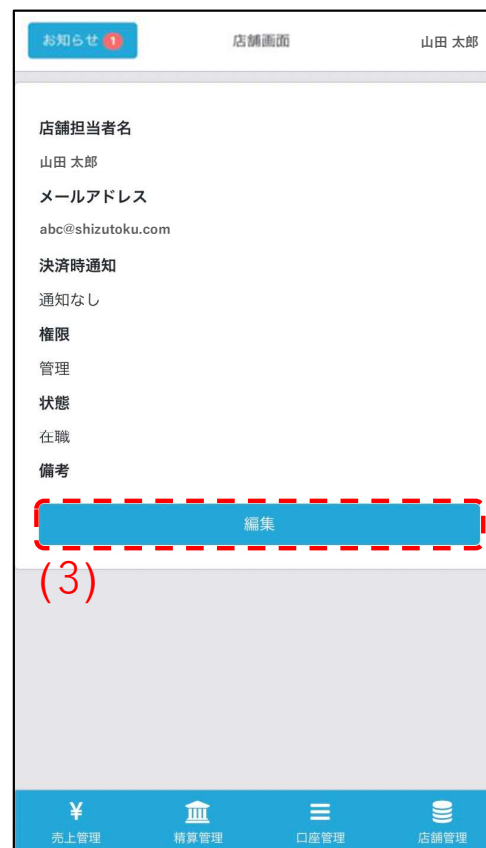 お知らせ 1 店舗画面 山田 太郎
店舗担当者名
山田 太郎
メールアドレス
abc@shizutoku.com
決済時通知
通知なし
権限
管理
状態
在職
備考
編集
(3)
¥
売上管理 精算管理 口座管理 店舗管理